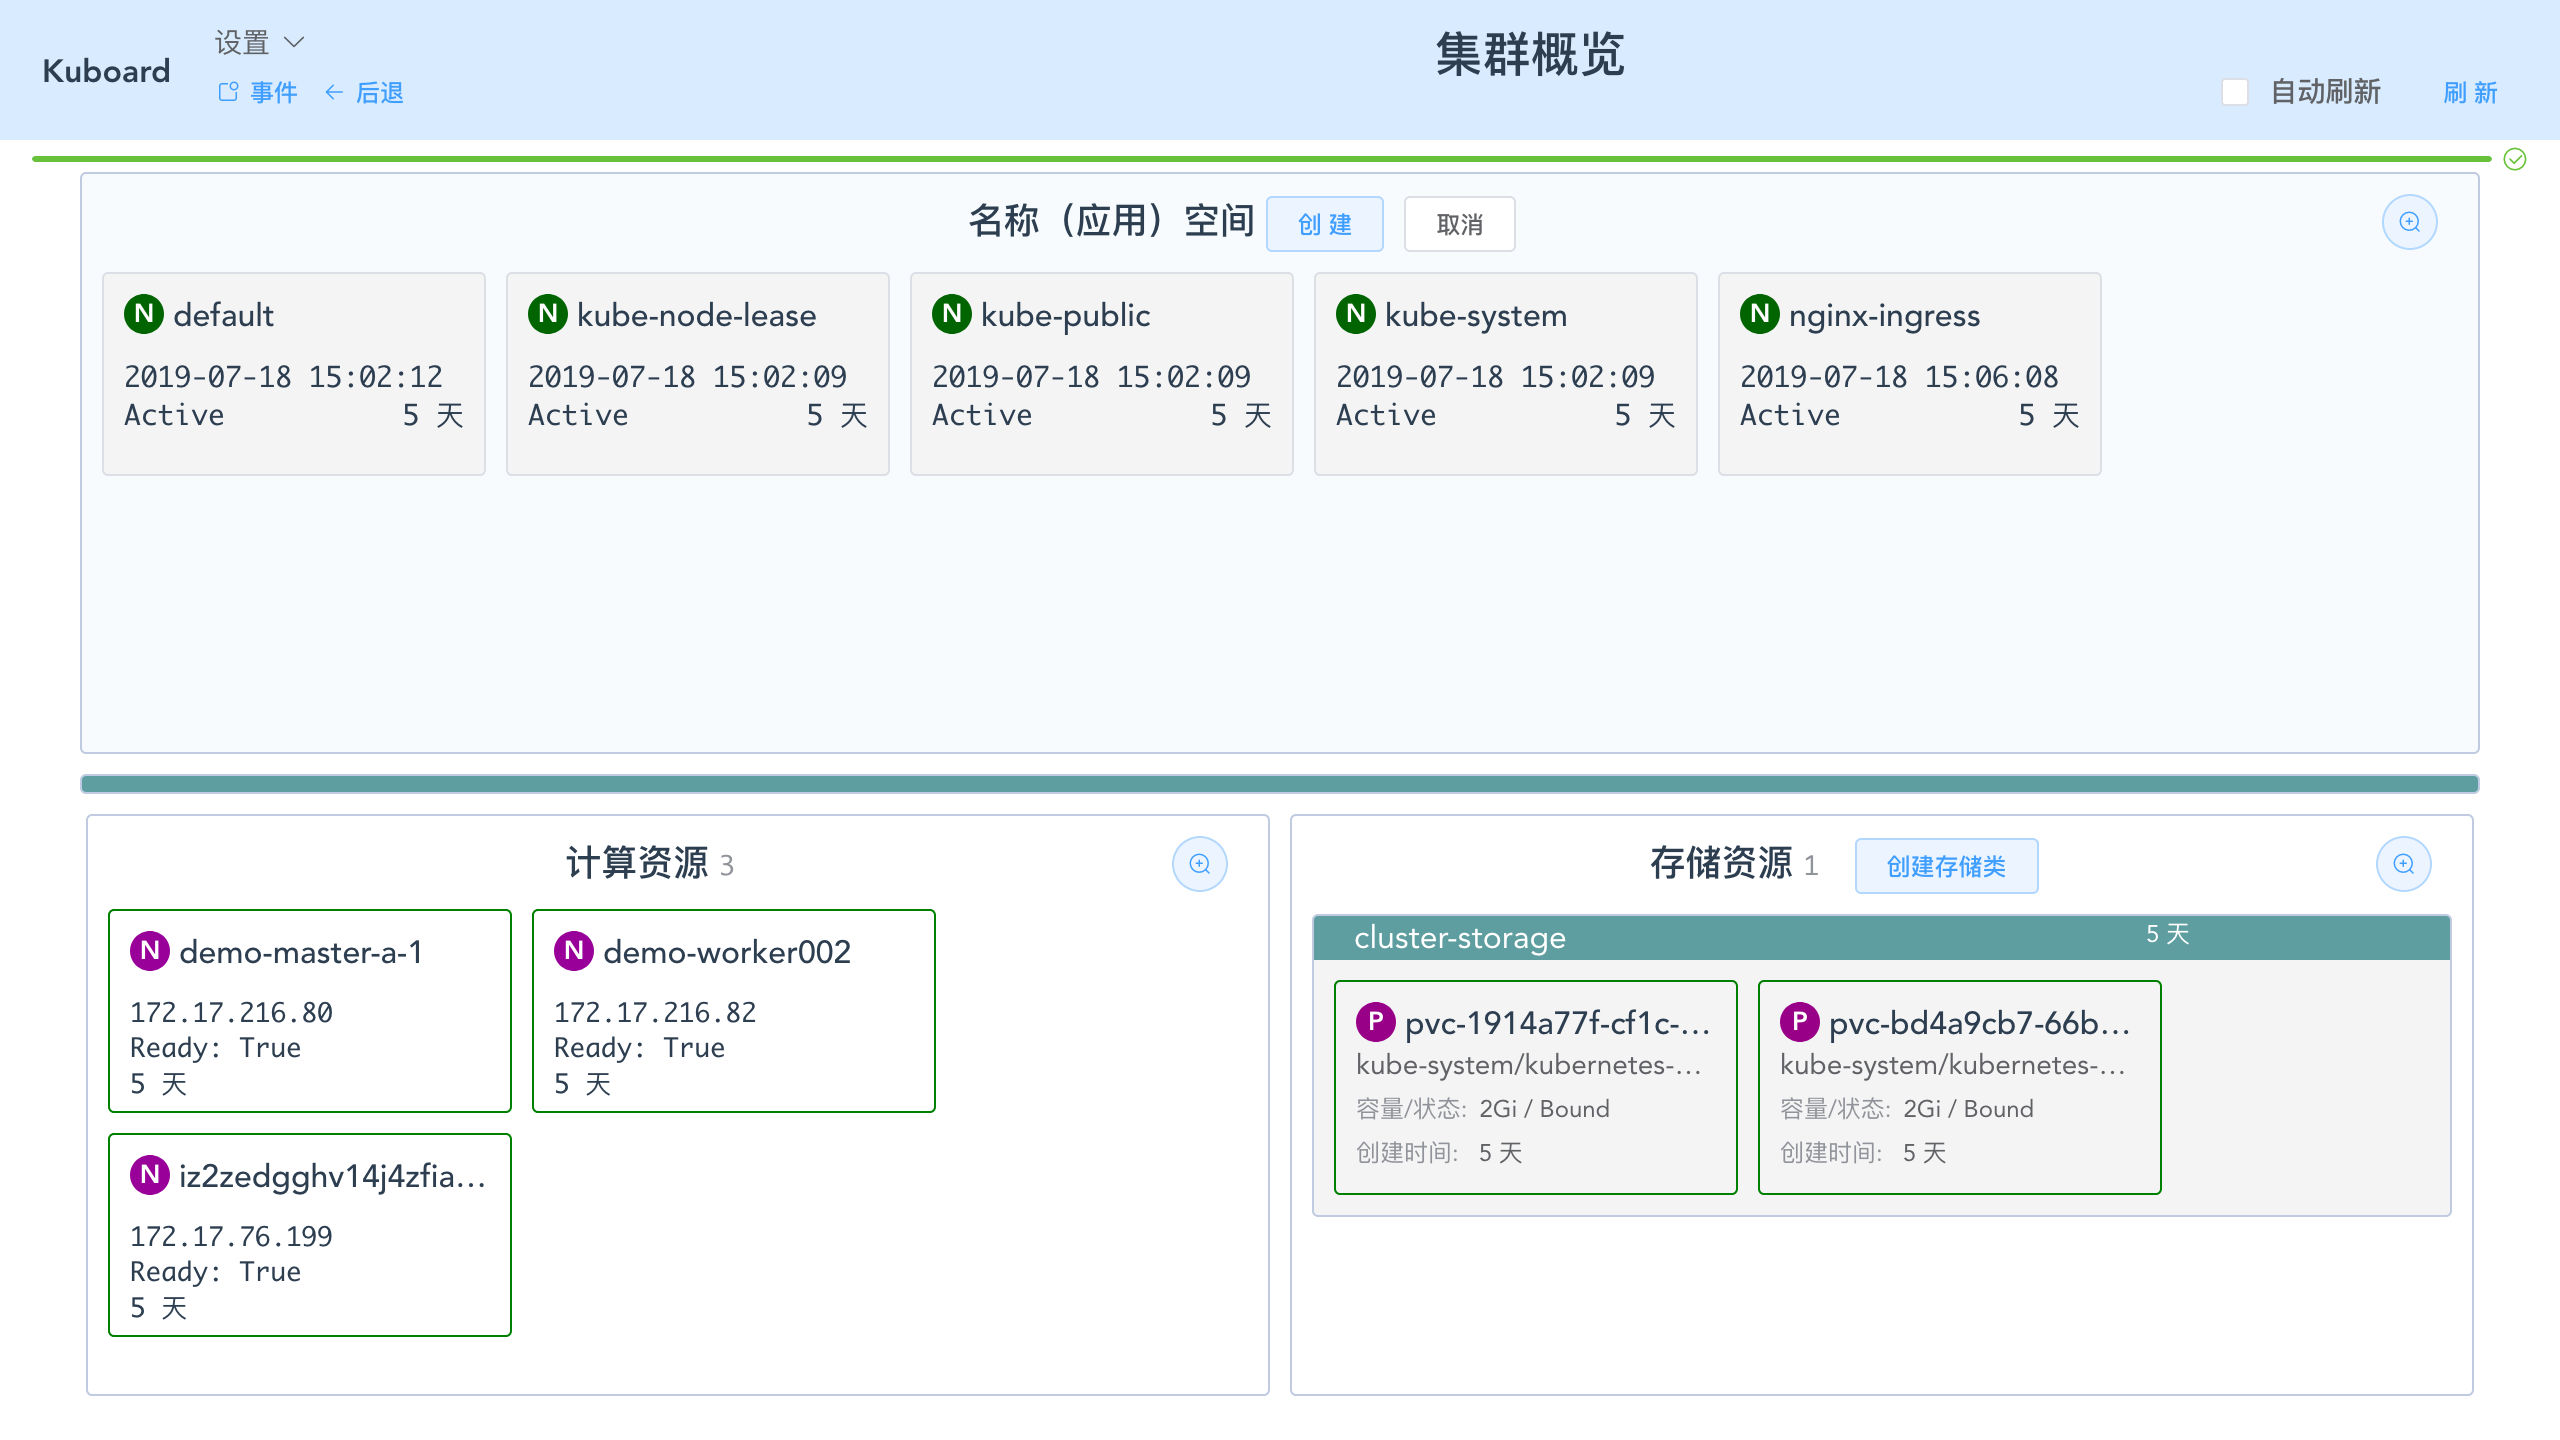 Kuboard
设置
事件 后退
集群概览
自动刷新 刷 新
名称（应用）空间 创 建 取消
N default
2019-07-18 15:02:12
Active 5 天
N kube-node-lease
2019-07-18 15:02:09
Active 5 天
N kube-public
2019-07-18 15:02:09
Active 5 天
N kube-system
2019-07-18 15:02:09
Active 5 天
N nginx-ingress
2019-07-18 15:06:08
Active 5 天
计算资源 3
N demo-master-a-1
172.17.216.80
Ready: True
5 天
N demo-worker002
172.17.216.82
Ready: True
5 天
N iz2zedgghv14j4zfia...
172.17.76.199
Ready: True
5 天
存储资源 1 创建存储类
cluster-storage 5 天
P pvc-1914a77f-cf1c-...
kube-system/kubernetes-...
容量/状态: 2Gi / Bound
创建时间: 5 天
P pvc-bd4a9cb7-66b...
kube-system/kubernetes-...
容量/状态: 2Gi / Bound
创建时间: 5 天